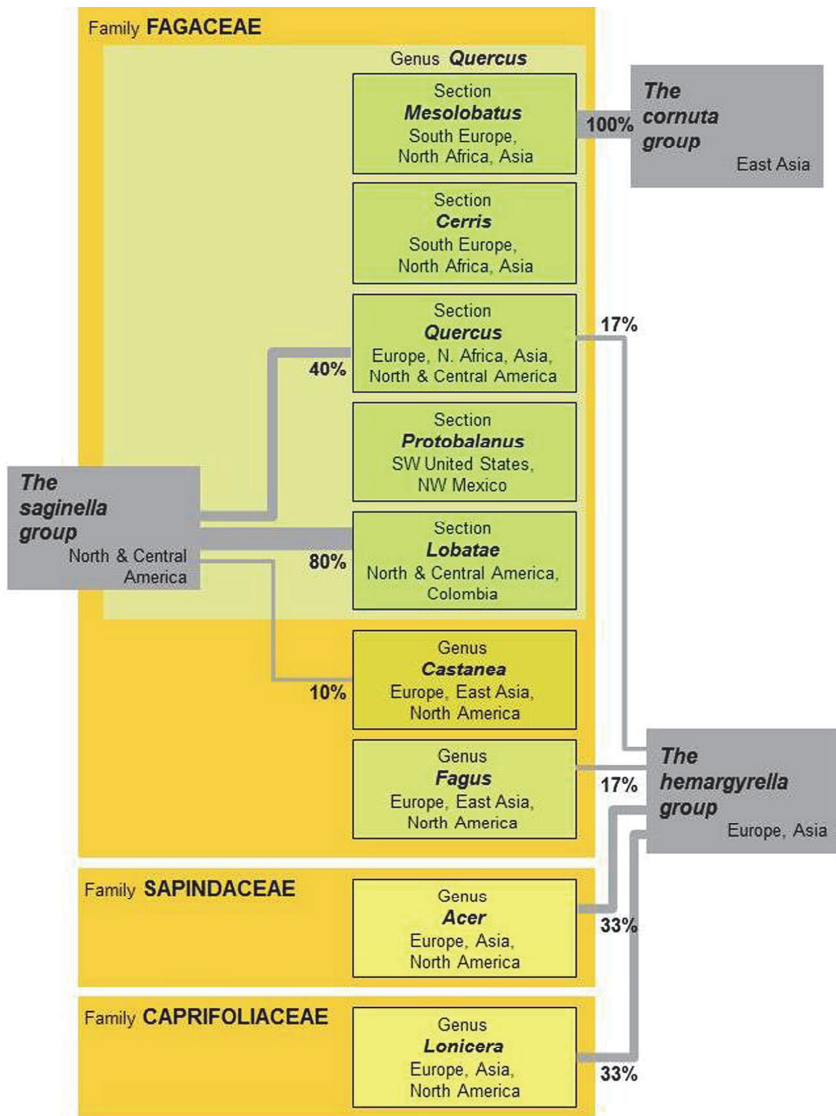 Family FAGACEAE
Genus Quercus
Section
Mesolobatus
South Europe,
North Africa, Asia
100%
The
cornuta
group
East Asia
Section
Cerris
South Europe,
North Africa, Asia
Section
Quercus
Europe, N. Africa, Asia,
North & Central America
17%
40%
Section
Protobalanus
SW United States,
NW Mexico
The
saginella
group
North & Central
America
Section
Lobatae
North & Central America,
Colombia
80%
Genus
Castanea
Europe, East Asia,
North America
10%
Genus
Fagus
Europe, East Asia,
North America
17%
The
hemargyrella
group
Europe, Asia
Family SAPINDACEAE
Genus
Acer
Europe, Asia,
North America
33%
Family CAPRIFOLIACEAE
Genus
Lonicera
Europe, Asia,
North America
33%